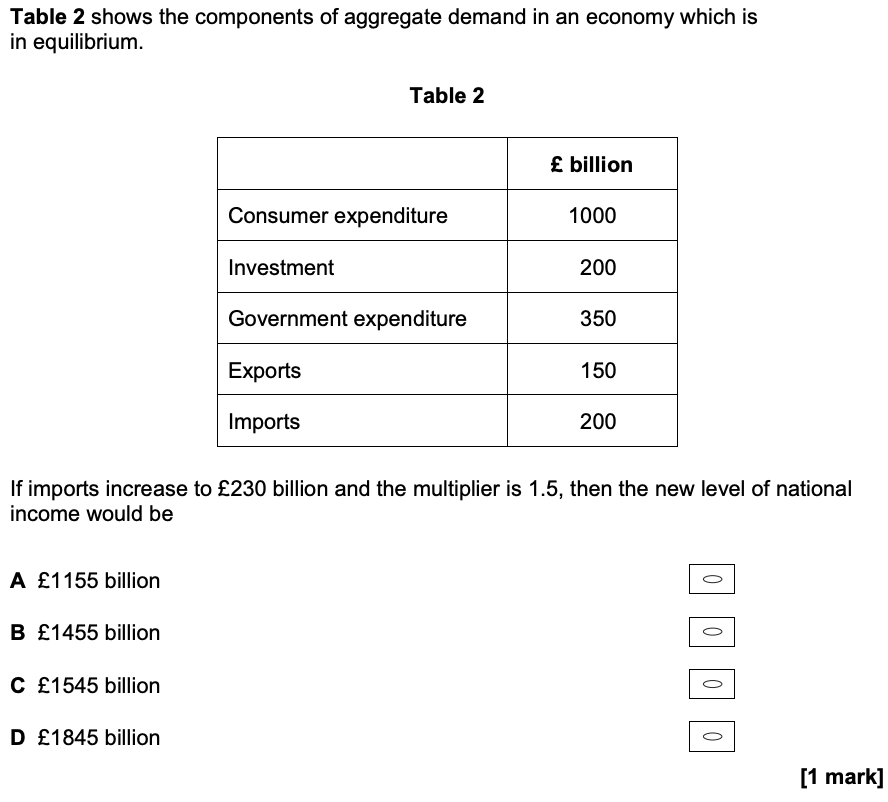 Table 2 shows the components of aggregate demand in an economy which is
in equilibrium.
Table 2
£ billion
Consumer expenditure 1000
Investment 200
Government expenditure 350
Exports 150
Imports 200
If imports increase to £230 billion and the multiplier is 1.5, then the new level of national
income would be
A £1155 billion
B £1455 billion
C £1545 billion
D £1845 billion
[1 mark]